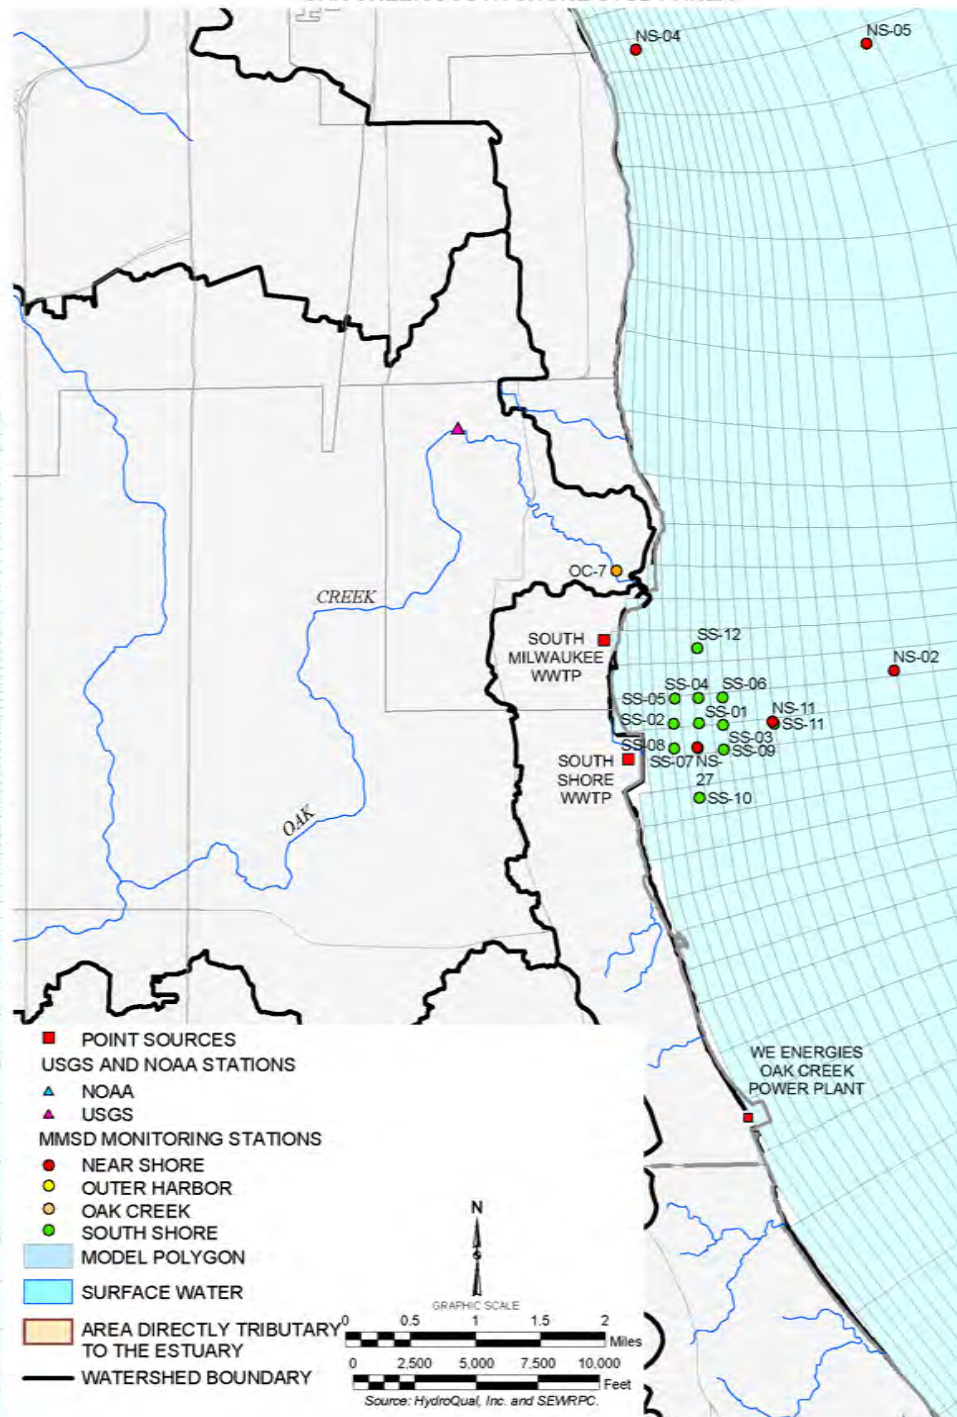 NS-04
NS-05
OC-7
CREEK
SOUTH
MILWAUKEE
WWTP
SS-12
NS-02
SS-04
SS-06
SS-05
NS-11
SS-01
SS-11
SS-02
SS-03
SS-08
SS-09
SS-07
NS-
27
SOUTH
SHORE
WWTP
SS-10
OAK
WE ENERGIES
OAK CREEK
POWER PLANT
POINT SOURCES
USGS AND NOAA STATIONS
NOAA
USGS
MMSD MONITORING STATIONS
NEAR SHORE
OUTER HARBOR
OAK CREEK
SOUTH SHORE
MODEL POLYGON
SURFACE WATER
AREA DIRECTLY TRIBUTARY
TO THE ESTUARY
WATERSHED BOUNDARY
N
GRAPHIC SCALE
0 0.5 1 1.5 2
Miles
0 2,500 5,000 7,500 10,000
Feet
Source: HydroQual, Inc. and SEWRPC.